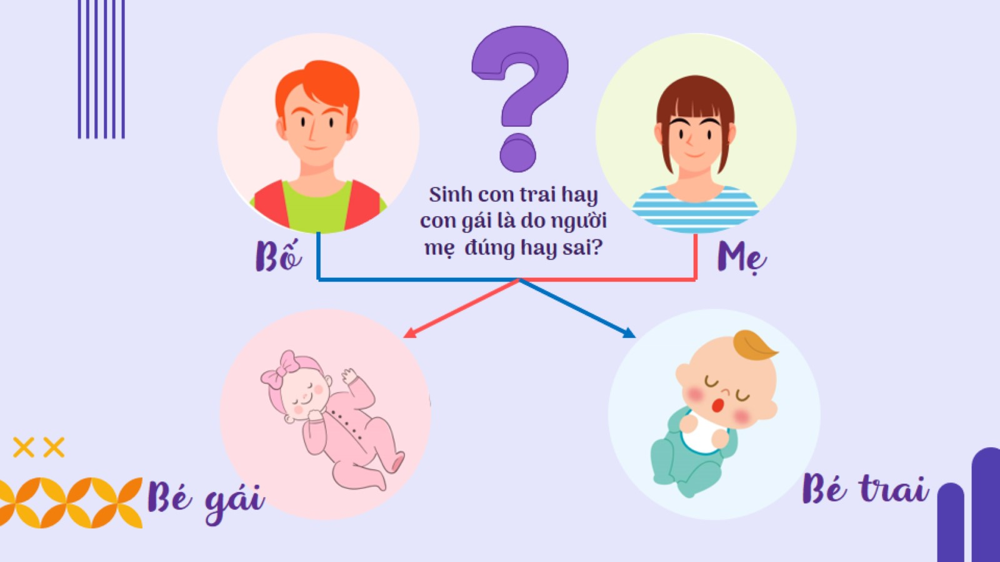 Sinh con trai hay
con gái là do người
mẹ đúng hay sai?
Bố
Mẹ
Bé gái
Bé trai